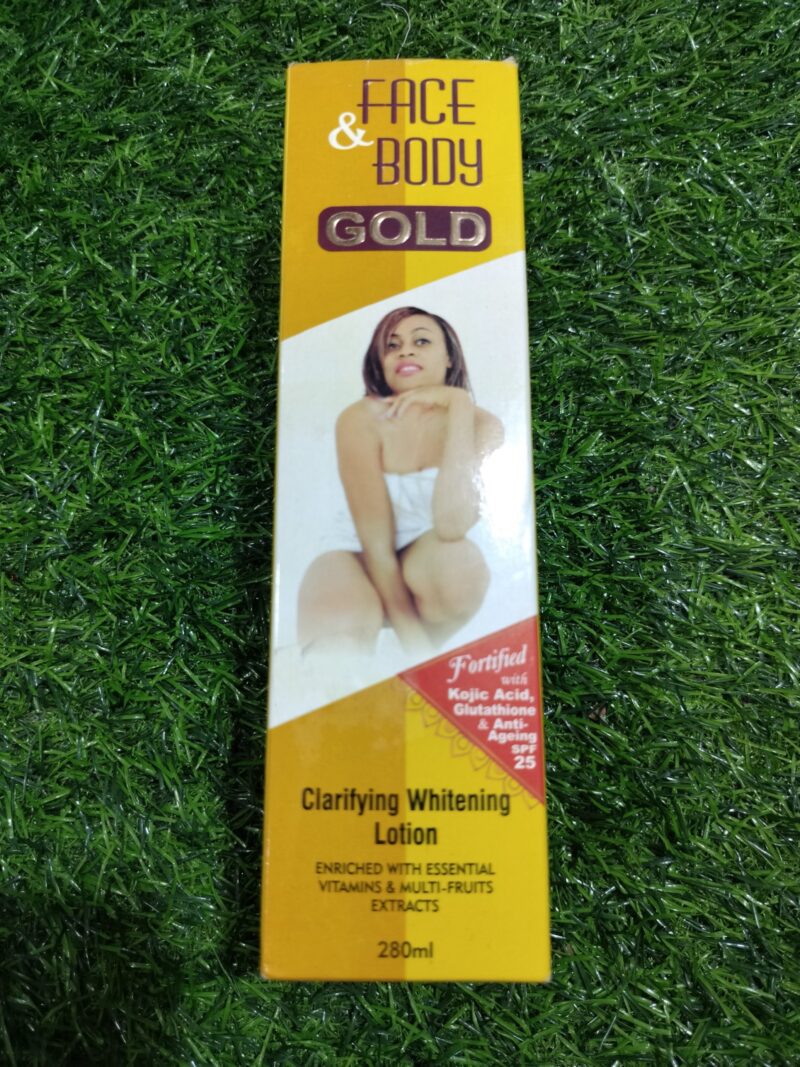 FACE
& BODY
GOLD
Fortified
with
Kojic Acid,
Glutathione
& Anti-
Ageing
SPF
25
Clarifying Whitening
Lotion
ENRICHED WITH ESSENTIAL
VITAMINS & MULTI-FRUITS
EXTRACTS
280ml